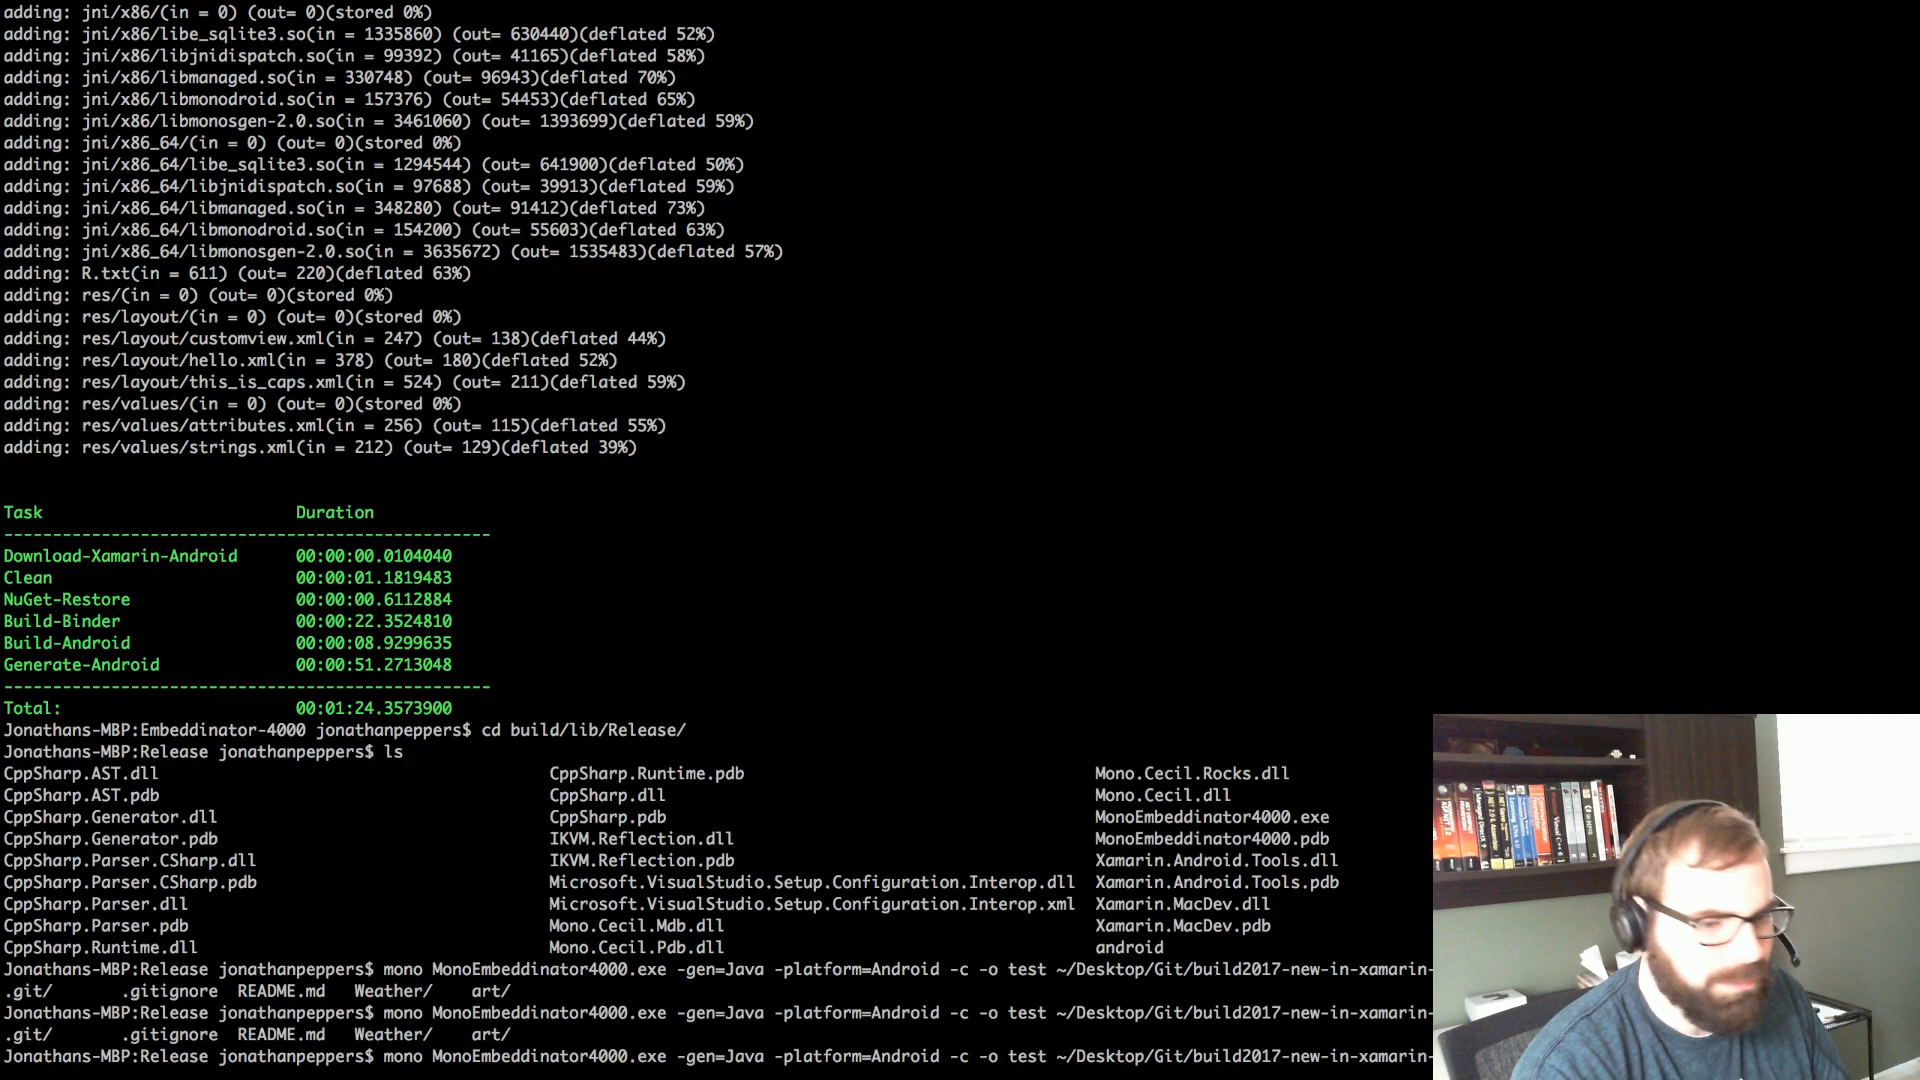 adding: jni/x86/(in = 0) (out= 0)(stored 0%)
adding: jni/x86/libe_sqlite3.so(in = 1335860) (out= 630440)(deflated 52%)
adding: jni/x86/libjnidispatch.so(in = 99392) (out= 41165)(deflated 58%)
adding: jni/x86/libmanaged.so(in = 330748) (out= 96943)(deflated 70%)
adding: jni/x86/libmonodroid.so(in = 157376) (out= 54453)(deflated 65%)
adding: jni/x86/libmonosgen-2.0.so(in = 3461060) (out= 1393699)(deflated 59%)
adding: jni/x86_64/(in = 0) (out= 0)(stored 0%)
adding: jni/x86_64/libe_sqlite3.so(in = 1294544) (out= 641900)(deflated 50%)
adding: jni/x86_64/libjnidispatch.so(in = 97688) (out= 39913)(deflated 59%)
adding: jni/x86_64/libmanaged.so(in = 348280) (out= 91412)(deflated 73%)
adding: jni/x86_64/libmonodroid.so(in = 154200) (out= 55603)(deflated 63%)
adding: jni/x86_64/libmonosgen-2.0.so(in = 3635672) (out= 1535483)(deflated 57%)
adding: R.txt(in = 611) (out= 220)(deflated 63%)
adding: res/(in = 0) (out= 0)(stored 0%)
adding: res/layout/(in = 0) (out= 0)(stored 0%)
adding: res/layout/customview.xml(in = 247) (out= 138)(deflated 44%)
adding: res/layout/hello.xml(in = 378) (out= 180)(deflated 52%)
adding: res/layout/this_is_caps.xml(in = 524) (out= 211)(deflated 59%)
adding: res/values/(in = 0) (out= 0)(stored 0%)
adding: res/values/attributes.xml(in = 256) (out= 115)(deflated 55%)
adding: res/values/strings.xml(in = 212) (out= 129)(deflated 39%)
Task Duration
--------------------------------------------------
Download-Xamarin-Android 00:00:00.0104040
Clean 00:00:01.1819483
NuGet-Restore 00:00:00.6112884
Build-Binder 00:00:22.3524810
Build-Android 00:00:08.9299635
Generate-Android 00:00:51.2713048
--------------------------------------------------
Total: 00:01:24.3573900
Jonathans-MBP:Embeddinator-4000 jonathanpeppers$ cd build/lib/Release/
Jonathans-MBP:Release jonathanpeppers$ ls
CppSharp.AST.dll CppSharp.Runtime.pdb Mono.Cecil.Rocks.dll
CppSharp.AST.pdb CppSharp.dll Mono.Cecil.dll
CppSharp.Generator.dll CppSharp.pdb MonoEmbeddinator4000.exe
CppSharp.Generator.pdb IKVM.Reflection.dll MonoEmbeddinator4000.pdb
CppSharp.Parser.CSharp.dll IKVM.Reflection.pdb Xamarin.Android.Tools.dll
CppSharp.Parser.CSharp.pdb Microsoft.VisualStudio.Setup.Configuration.Interop.dll Xamarin.Android.Tools.pdb
CppSharp.Parser.dll Microsoft.VisualStudio.Setup.Configuration.Interop.xml Xamarin.MacDev.dll
CppSharp.Parser.pdb Mono.Cecil.Mdb.dll Xamarin.MacDev.pdb
CppSharp.Runtime.dll Mono.Cecil.Pdb.dll android
Jonathans-MBP:Release jonathanpeppers$ mono MonoEmbeddinator4000.exe -gen=Java -platform=Android -c -o test ~/Desktop/Git/build2017-new-in-xamarin-
.git/ .gitignore README.md Weather/ art/
Jonathans-MBP:Release jonathanpeppers$ mono MonoEmbeddinator4000.exe -gen=Java -platform=Android -c -o test ~/Desktop/Git/build2017-new-in-xamarin-
.git/ .gitignore README.md Weather/ art/
Jonathans-MBP:Release jonathanpeppers$ mono MonoEmbeddinator4000.exe -gen=Java -platform=Android -c -o test ~/Desktop/Git/build2017-new-in-xamarin-